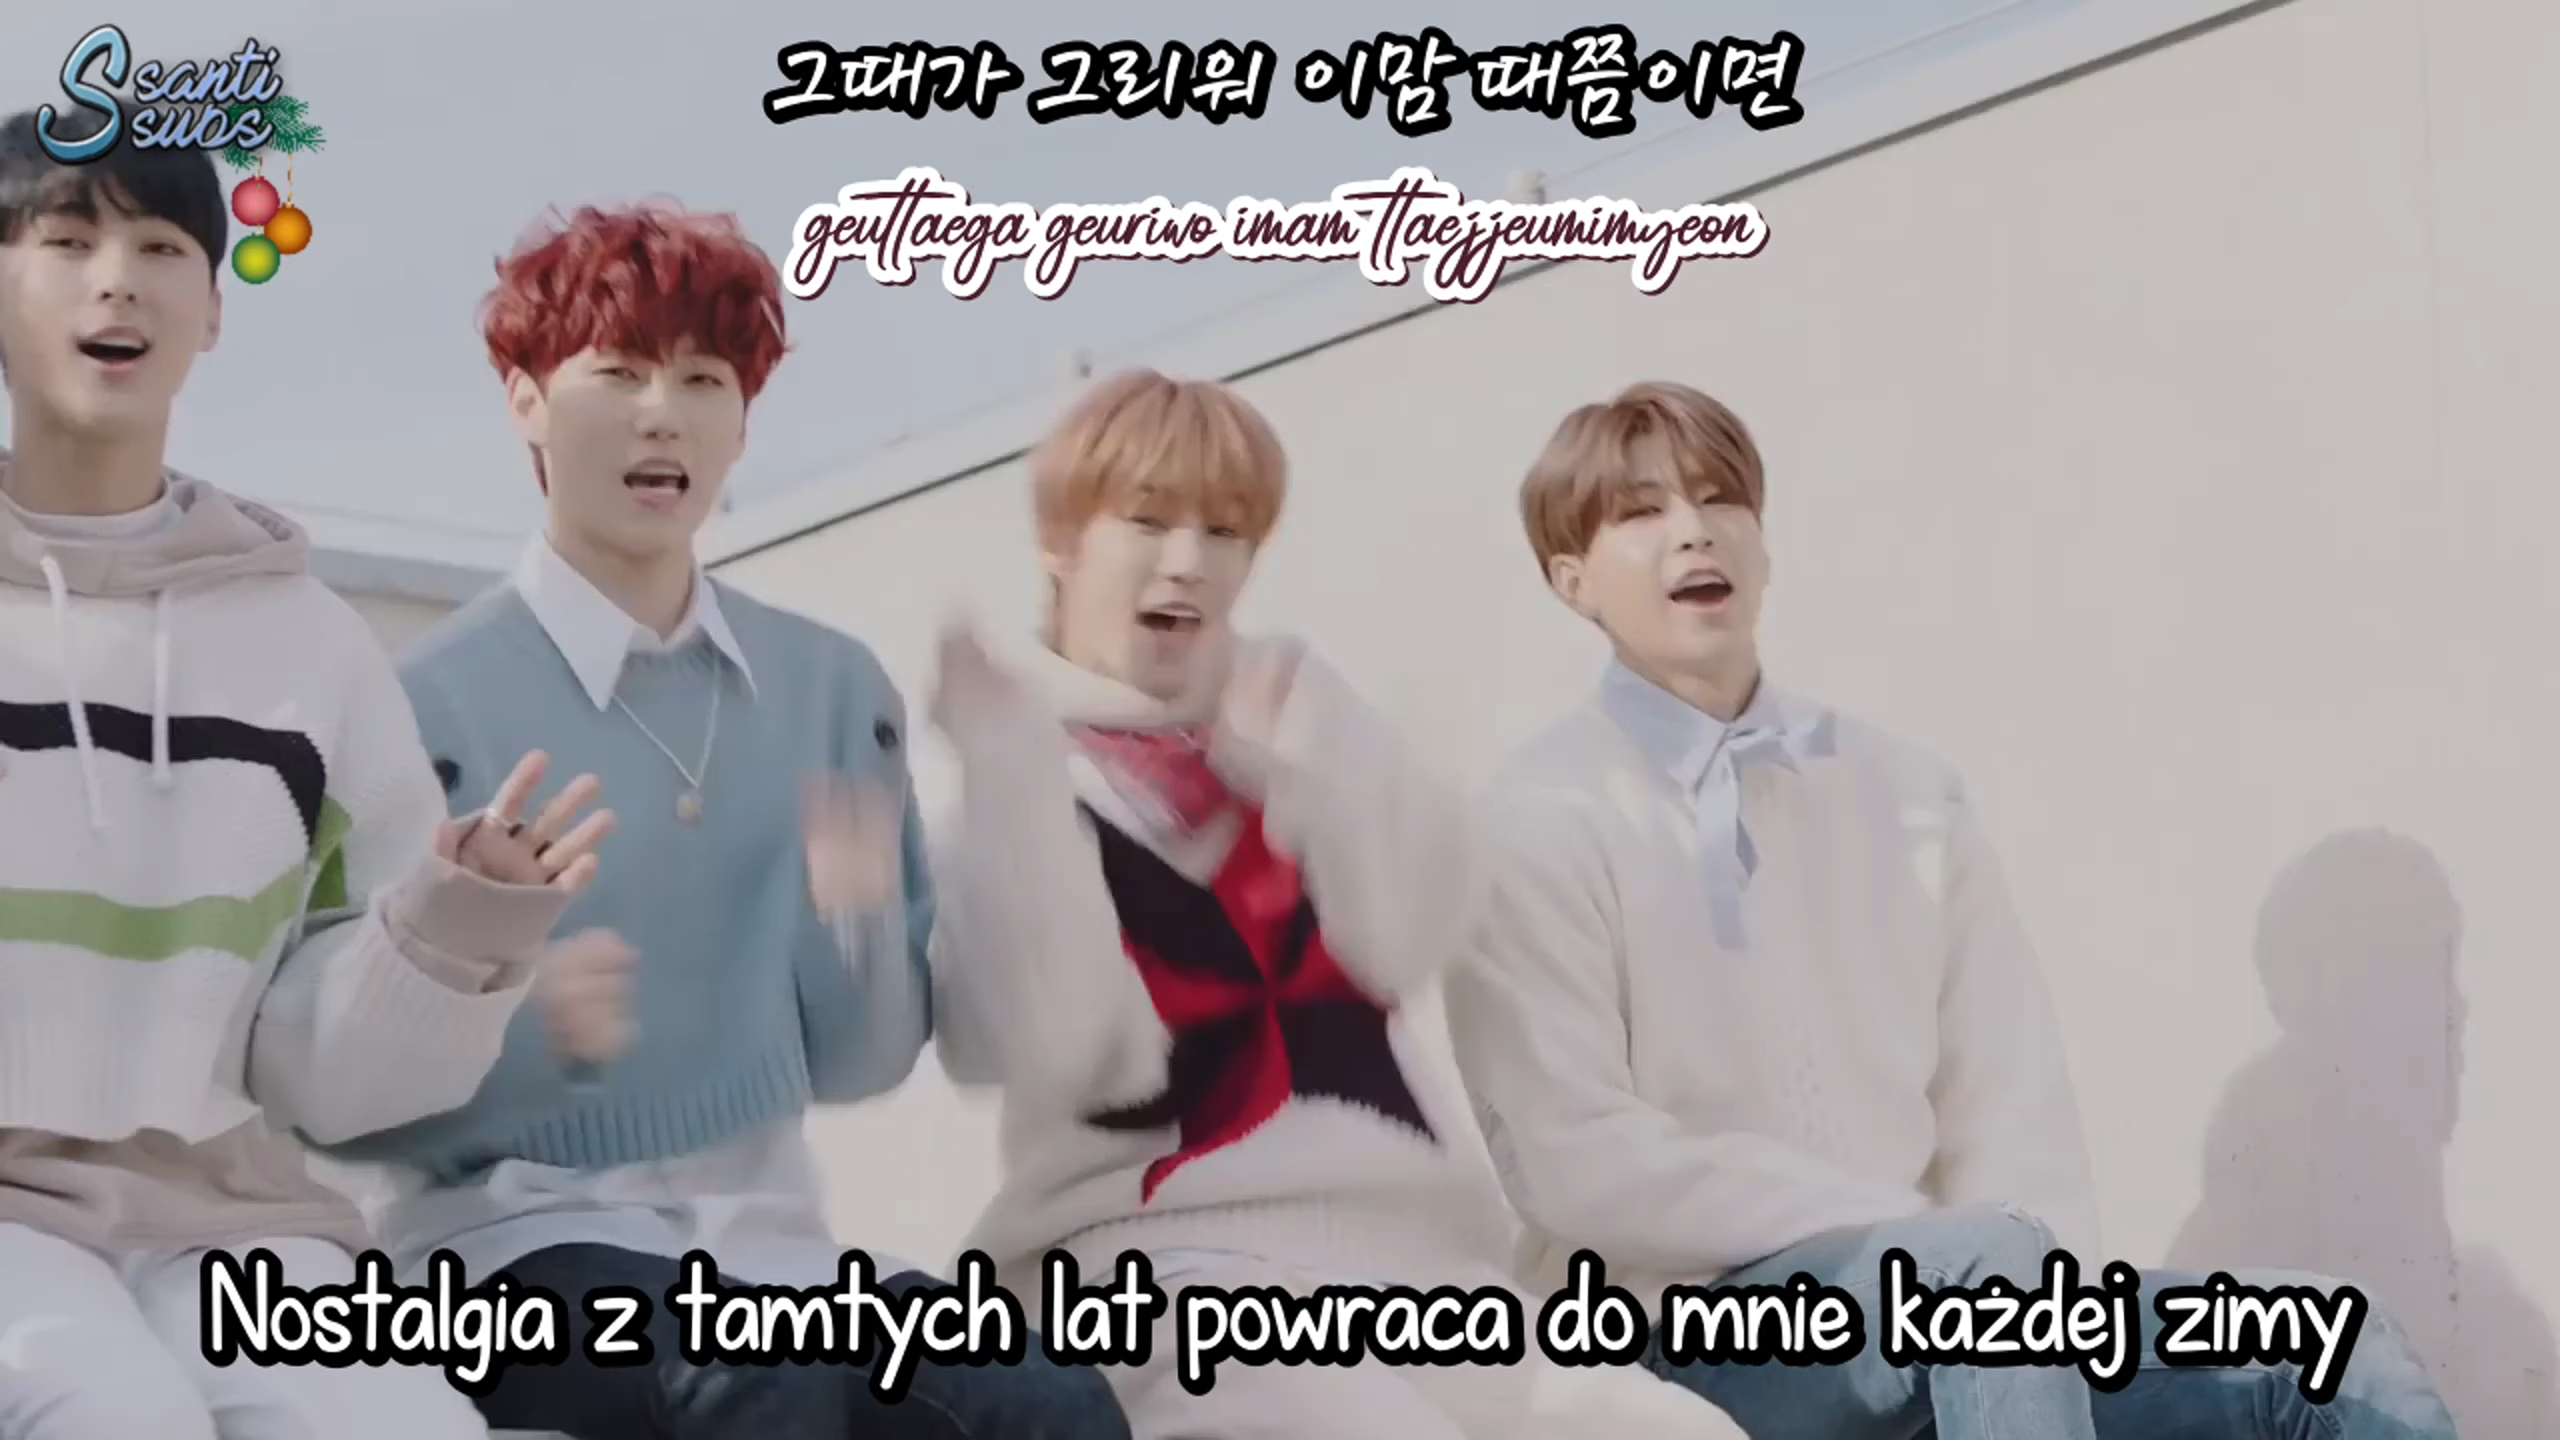 Ssanti
subs
그때가 그리워 이맘 때쯤이면
geuttaega geuriwo imam ttaejjeumimyeon
Nostalgia z tamtych lat powraca do mnie każdej zimy